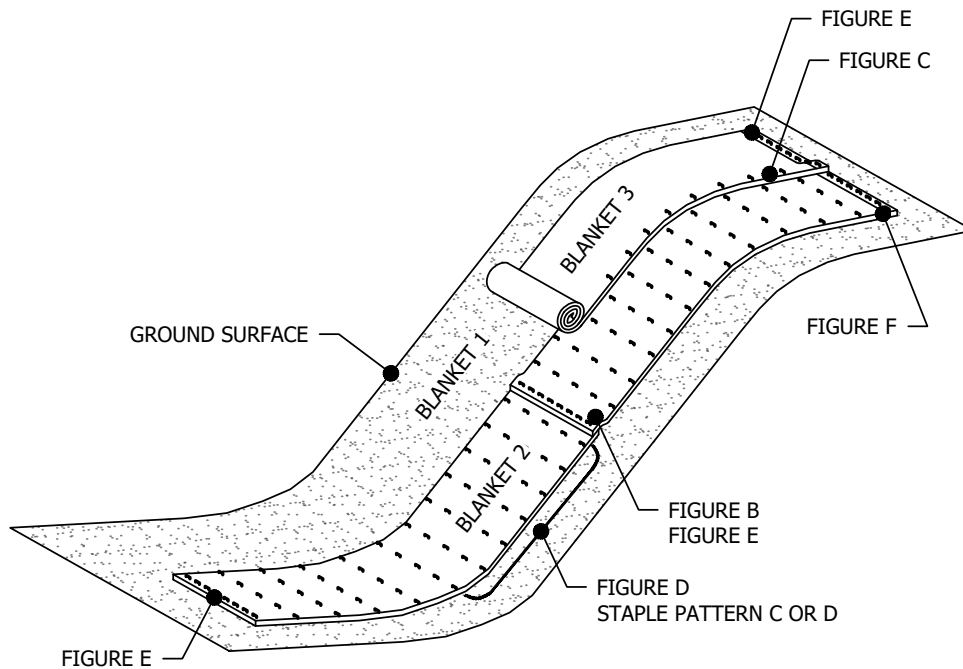 FIGURE E
FIGURE C
BLANKET 3
FIGURE F
GROUND SURFACE
BLANKET 1
BLANKET 2
FIGURE B
FIGURE E
FIGURE D
STAPLE PATTERN C OR D
FIGURE E